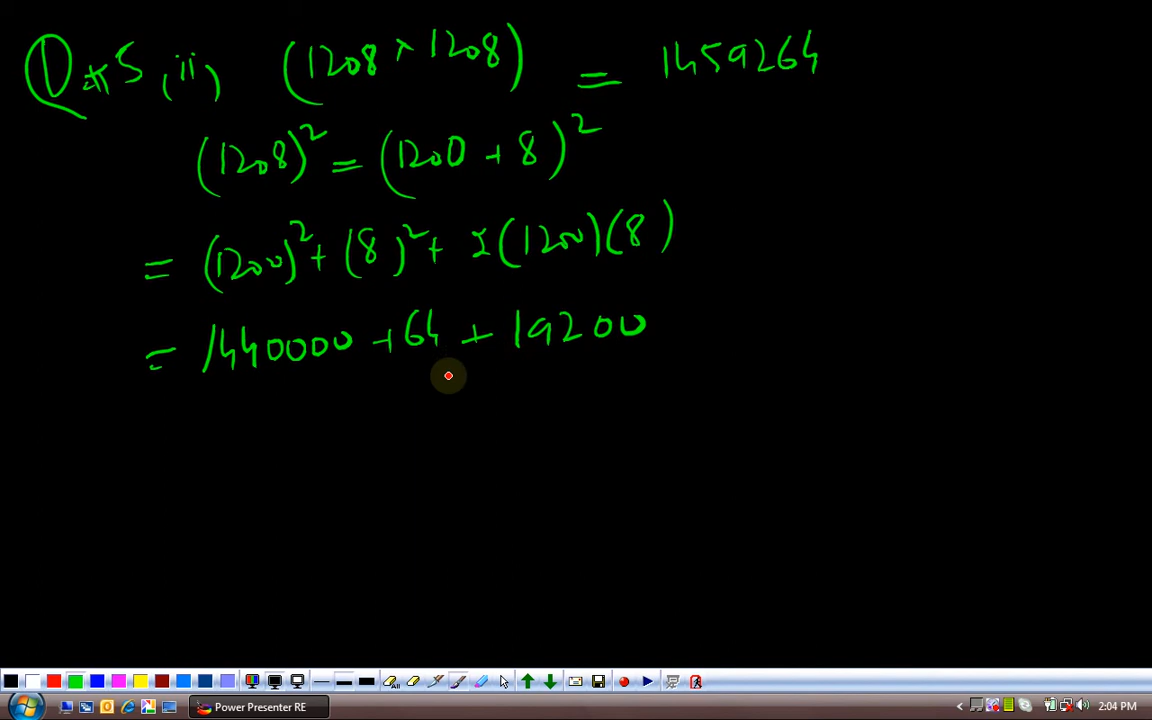 Q#5,ii) (1208×1208) = 1459264
(1208)² = (1200 + 8)²
= (1200)² + (8)² + 2(1200)(8)
= 1440000 + 64 + 19200
All
Power Presenter RE
< 2:04 PM